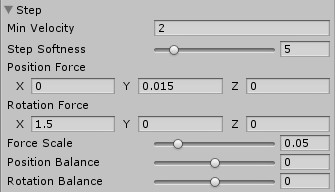 Step
Min Velocity 2
Step Softness 5
Position Force
X 0 Y 0.015 Z 0
Rotation Force
X 1.5 Y 0 Z 0
Force Scale 0.05
Position Balance 0
Rotation Balance 0